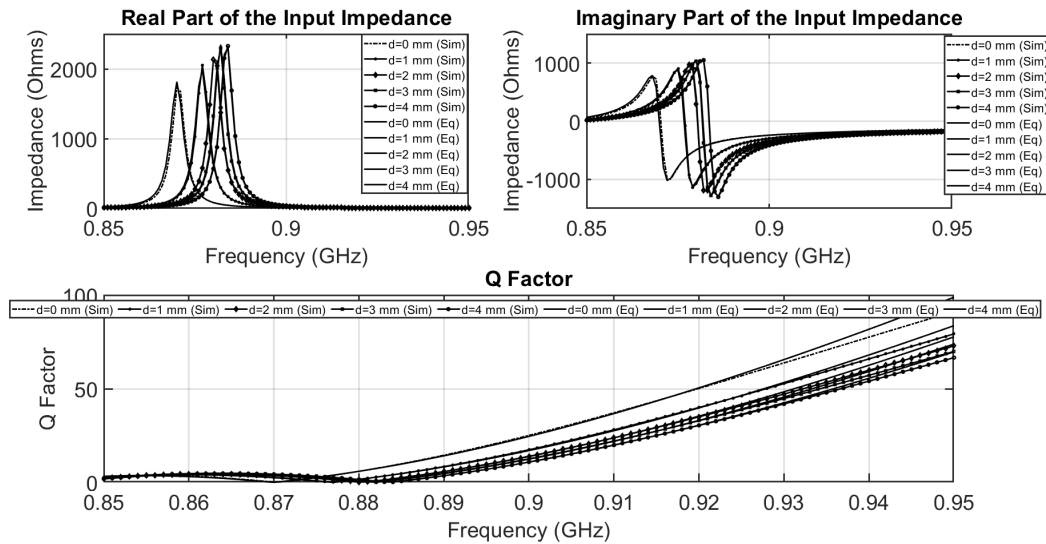 Real Part of the Input Impedance
Impedance (Ohms)
2000
1000
0
0.85
0.9
0.95
Frequency (GHz)
d=0 mm (Sim)
d=1 mm (Sim)
d=2 mm (Sim)
d=3 mm (Sim)
d=4 mm (Sim)
d=0 mm (Eq)
d=1 mm (Eq)
d=2 mm (Eq)
d=3 mm (Eq)
d=4 mm (Eq)
Imaginary Part of the Input Impedance
Impedance (Ohms)
1000
0
-1000
0.85
0.9
0.95
Frequency (GHz)
d=0 mm (Sim)
d=1 mm (Sim)
d=2 mm (Sim)
d=3 mm (Sim)
d=4 mm (Sim)
d=0 mm (Eq)
d=1 mm (Eq)
d=2 mm (Eq)
d=3 mm (Eq)
d=4 mm (Eq)
Q Factor
Q Factor
100
50
0
d=0 mm (Sim) d=1 mm (Sim) d=2 mm (Sim) d=3 mm (Sim) d=4 mm (Sim) d=0 mm (Eq) d=1 mm (Eq) d=2 mm (Eq) d=3 mm (Eq) d=4 mm (Eq)
0.85 0.86 0.87 0.88 0.89 0.9 0.91 0.92 0.93 0.94 0.95
Frequency (GHz)